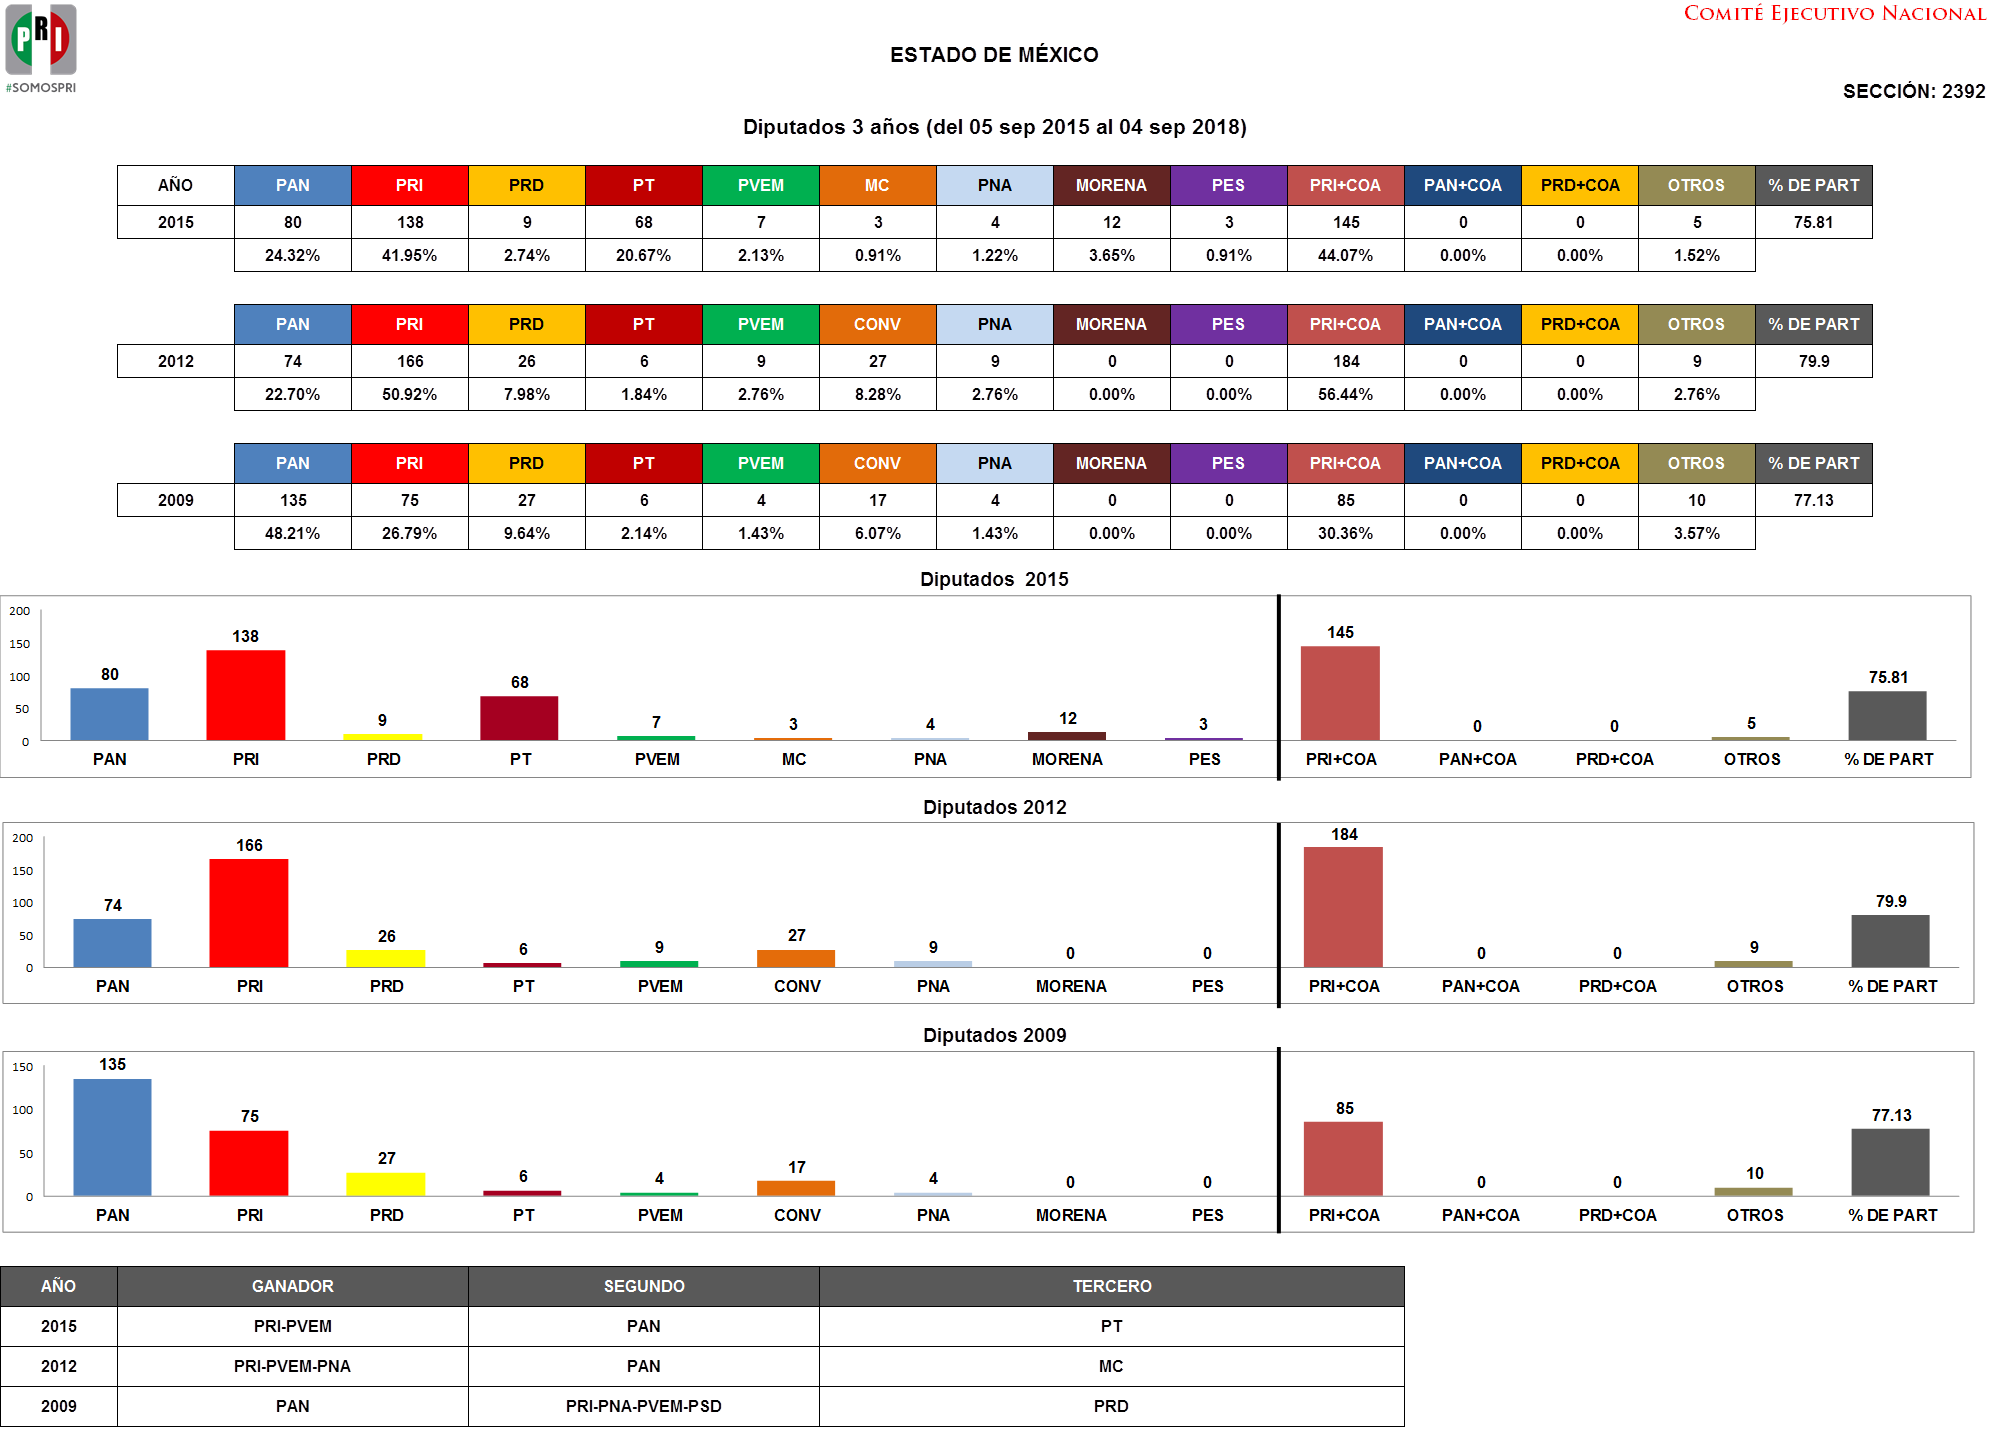 PRI
#SOMOSPRI
COMITÉ EJECUTIVO NACIONAL
ESTADO DE MÉXICO
SECCIÓN: 2392
Diputados 3 años (del 05 sep 2015 al 04 sep 2018)
AÑO PAN PRI PRD PT PVEM MC PNA MORENA PES PRI+COA PAN+COA PRD+COA OTROS % DE PART
2015 80 138 9 68 7 3 4 12 3 145 0 0 5 75.81
24.32% 41.95% 2.74% 20.67% 2.13% 0.91% 1.22% 3.65% 0.91% 44.07% 0.00% 0.00% 1.52%
PAN PRI PRD PT PVEM CONV PNA MORENA PES PRI+COA PAN+COA PRD+COA OTROS % DE PART
2012 74 166 26 6 9 27 9 0 0 184 0 0 9 79.9
22.70% 50.92% 7.98% 1.84% 2.76% 8.28% 2.76% 0.00% 0.00% 56.44% 0.00% 0.00% 2.76%
PAN PRI PRD PT PVEM CONV PNA MORENA PES PRI+COA PAN+COA PRD+COA OTROS % DE PART
2009 135 75 27 6 4 17 4 0 0 85 0 0 10 77.13
48.21% 26.79% 9.64% 2.14% 1.43% 6.07% 1.43% 0.00% 0.00% 30.36% 0.00% 0.00% 3.57%
Diputados 2015
200
150
100
50
0
80 138 9 68 7 3 4 12 3 145 0 0 5 75.81
PAN PRI PRD PT PVEM MC PNA MORENA PES PRI+COA PAN+COA PRD+COA OTROS % DE PART
Diputados 2012
200
150
100
50
0
74 166 26 6 9 27 9 0 0 184 0 0 9 79.9
PAN PRI PRD PT PVEM CONV PNA MORENA PES PRI+COA PAN+COA PRD+COA OTROS % DE PART
Diputados 2009
150
100
50
0
135 75 27 6 4 17 4 0 0 85 0 0 10 77.13
PAN PRI PRD PT PVEM CONV PNA MORENA PES PRI+COA PAN+COA PRD+COA OTROS % DE PART
AÑO GANADOR SEGUNDO TERCERO
2015 PRI-PVEM PAN PT
2012 PRI-PVEM-PNA PAN MC
2009 PAN PRI-PNA-PVEM-PSD PRD